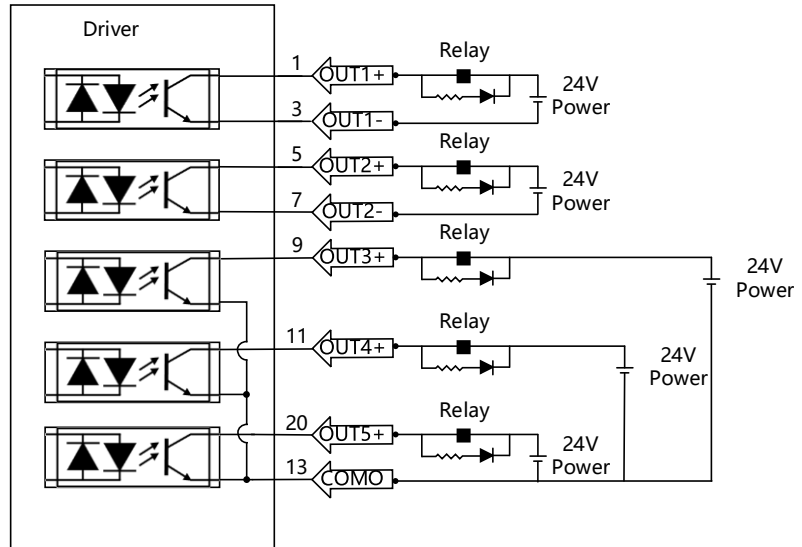 Driver
1
OUT1+
Relay
24V
Power
3
OUT1-
5
OUT2+
Relay
24V
Power
7
OUT2-
9
OUT3+
Relay
24V
Power
11
OUT4+
Relay
24V
Power
20
OUT5+
Relay
24V
Power
13
COMO